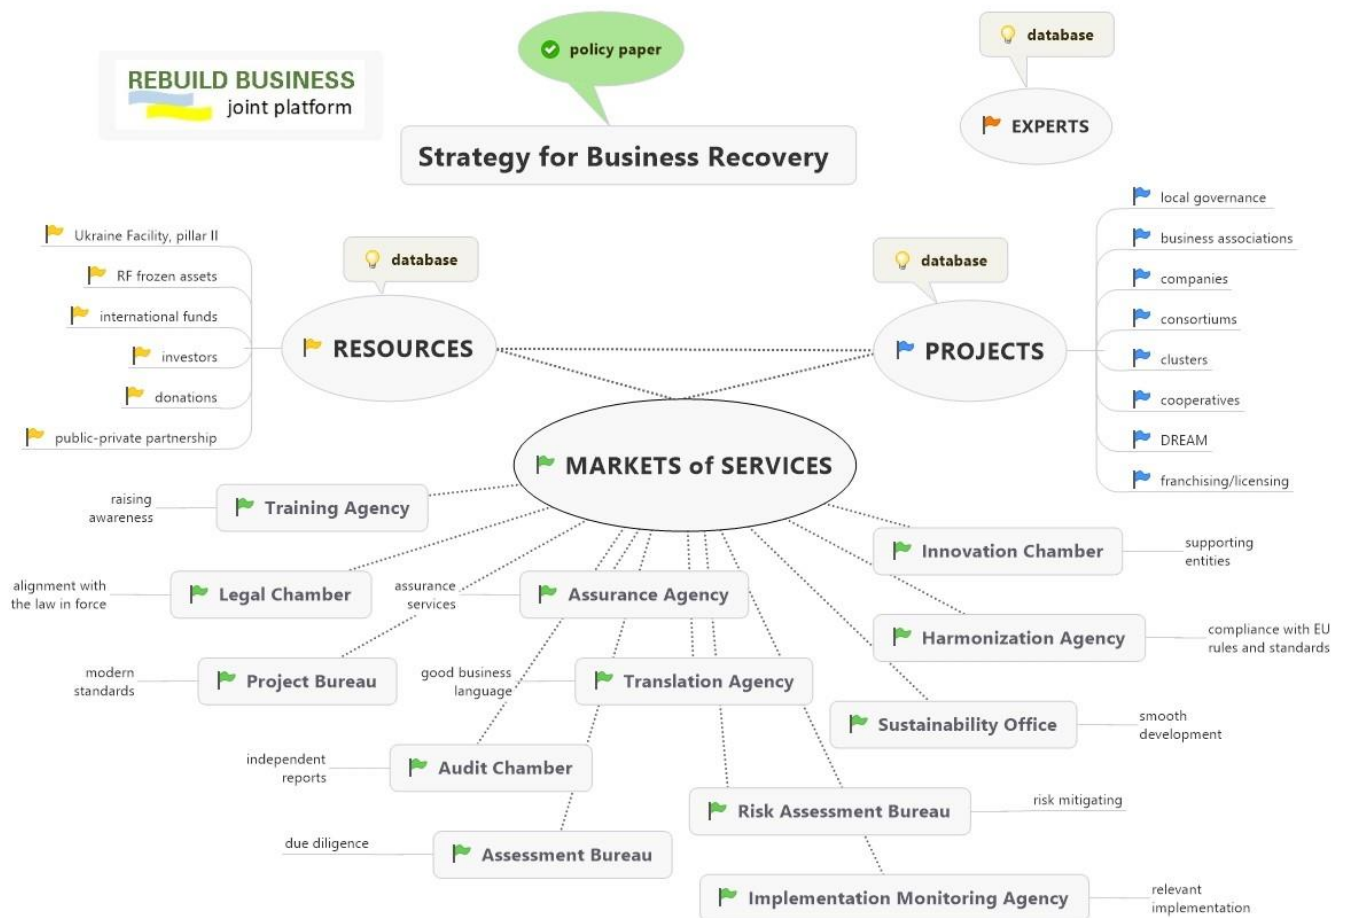 policy paper
database
REBUILD BUSINESS
joint platform
EXPERTS
Strategy for Business Recovery
Ukraine Facility, pillar II
RF frozen assets
international funds
investors
donations
public-private partnership
database
RESOURCES
database
PROJECTS
local governance
business associations
companies
consortiums
clusters
cooperatives
DREAM
franchising/licensing
MARKETS of SERVICES
raising
awareness
Training Agency
alignment with
the law in force
Legal Chamber
assurance
services
Assurance Agency
Innovation Chamber
supporting
entities
Harmonization Agency
compliance with EU
rules and standards
modern
standards
Project Bureau
good business
language
Translation Agency
Sustainability Office
smooth
development
independent
reports
Audit Chamber
Risk Assessment Bureau
risk mitigating
due diligence
Assessment Bureau
Implementation Monitoring Agency
relevant
implementation